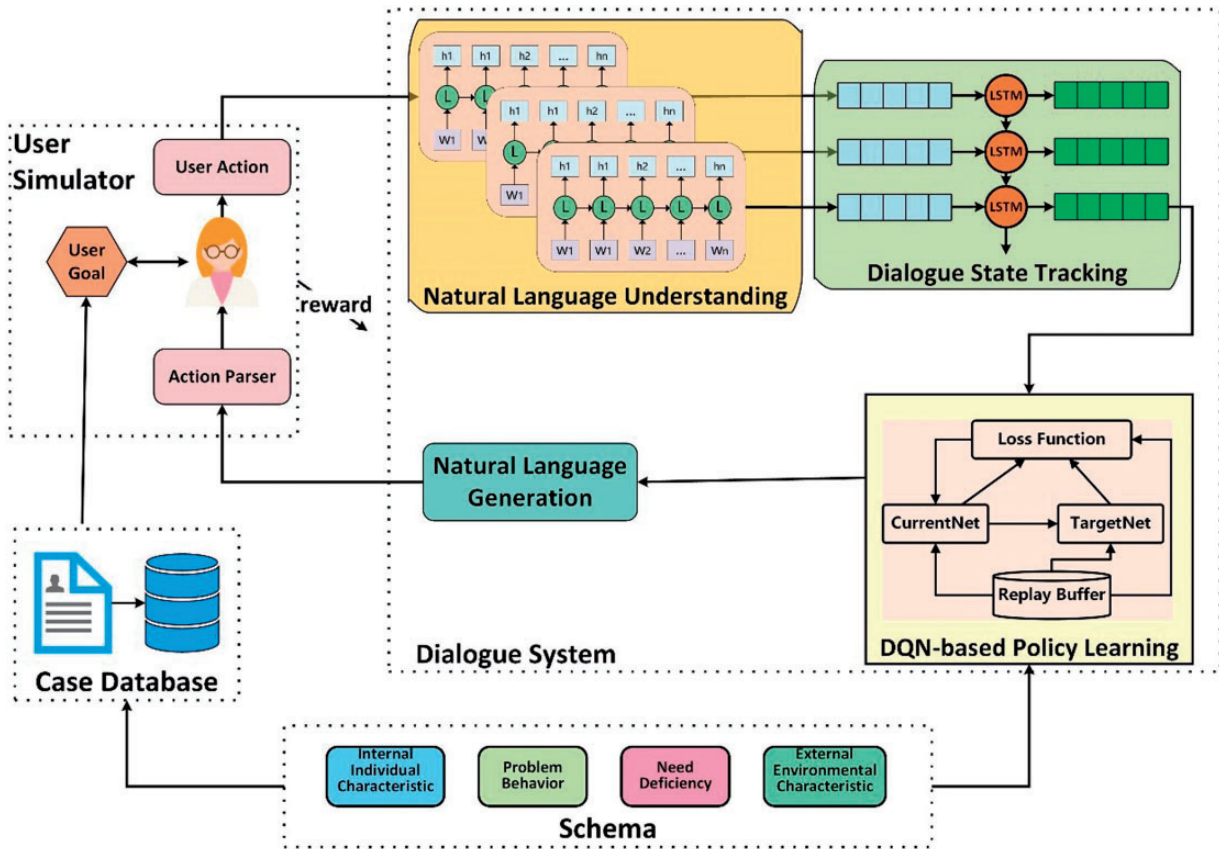 User
Simulator
User Action
User
Goal
Action Parser
reward
h1 h1 h2 ... hn
L L
W1 W
h1 h1 h2 ... hn
L
W1
h1 h1 h2 ... hn
L L L L L
W1 W1 W2 ... Wn
Natural Language Understanding
LSTM
LSTM
LSTM
Dialogue State Tracking
Natural Language
Generation
Loss Function
CurrentNet TargetNet
Replay Buffer
DQN-based Policy Learning
Dialogue System
Case Database
Internal
Individual
Characteristic
Problem
Behavior
Need
Deficiency
External
Environmental
Characteristic
Schema